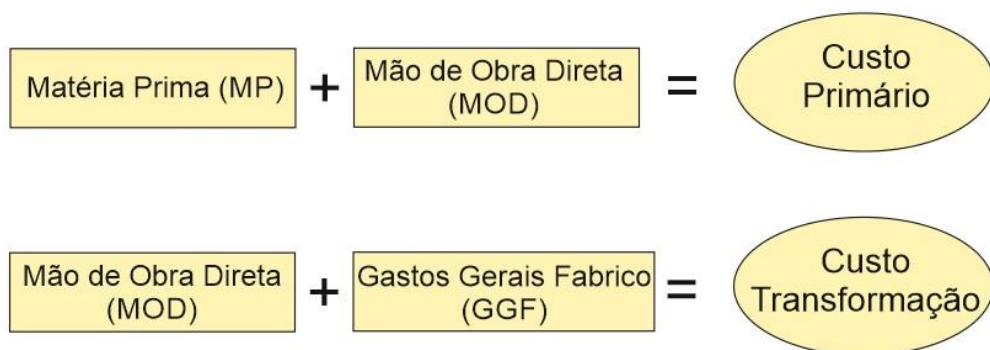 Matéria Prima (MP)
+
Mão de Obra Direta
(MOD)
=
Custo
Primário
Mão de Obra Direta
(MOD)
+
Gastos Gerais Fabrico
(GGF)
=
Custo
Transformação